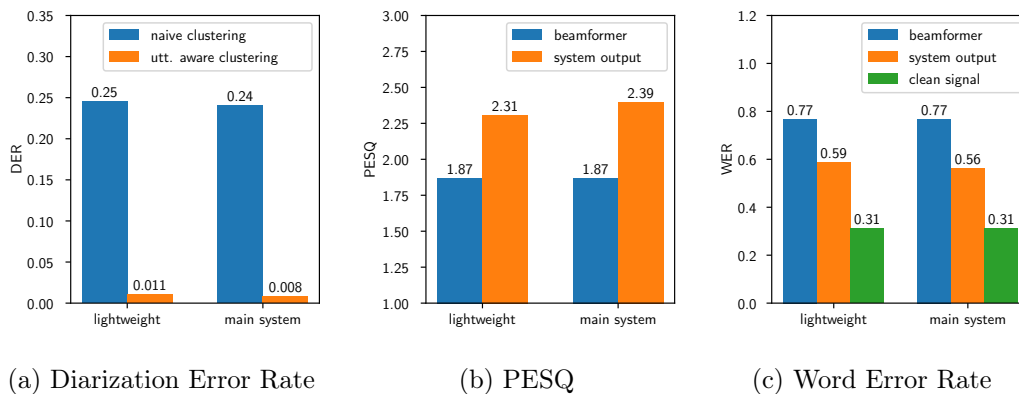 0.35
0.30
0.25
0.20
0.15
0.10
0.05
0.00
DER
naive clustering
utt. aware clustering
0.25
0.011
0.24
0.008
lightweight
main system
(a) Diarization Error Rate
3.00
2.75
2.50
2.25
2.00
1.75
1.50
1.25
1.00
PESQ
beamformer
system output
1.87
2.31
1.87
2.39
lightweight
main system
(b) PESQ
1.2
1.0
0.8
0.6
0.4
0.2
0.0
WER
beamformer
system output
clean signal
0.77
0.59
0.31
0.77
0.56
0.31
lightweight
main system
(c) Word Error Rate